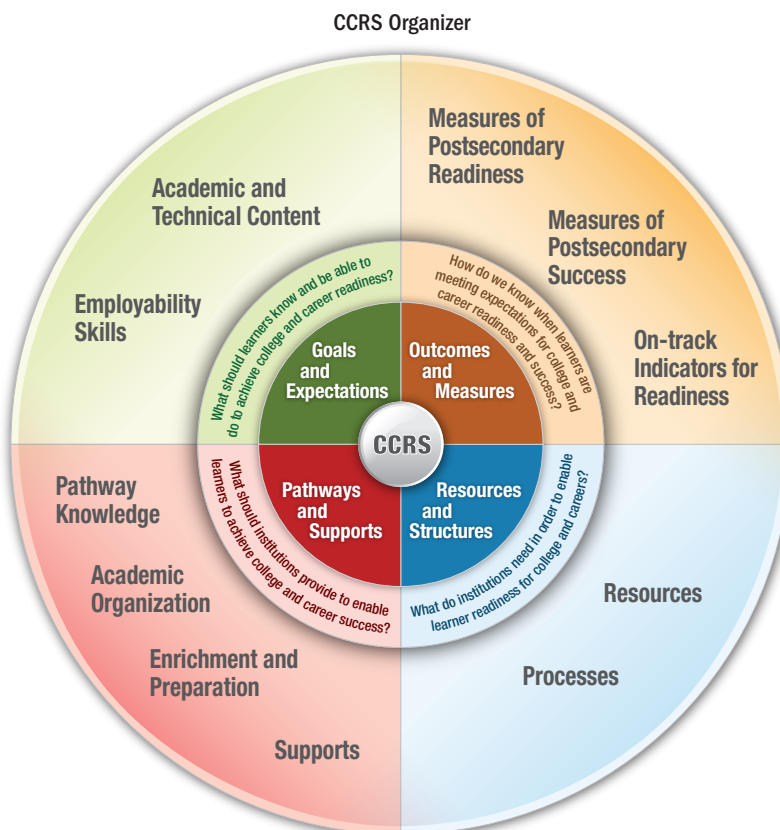 CCRS Organizer
Academic and
Technical Content
Employability
Skills
What should learners know and be able to
do to achieve college and career readiness?
Goals
and
Expectations
Measures of
Postsecondary
Readiness
Measures of
Postsecondary
Success
On-track
Indicators for
Readiness
How do we know when learners are
meeting expectations for college and
career readiness and success?
Outcomes
and
Measures
CCRS
Pathway
Knowledge
Academic
Organization
Enrichment and
Preparation
Supports
What should institutions provide to enable
learners to achieve college and career success?
Pathways
and
Supports
Resources
and
Structures
What do institutions need in order to enable
learner readiness for college and careers?
Resources
Processes